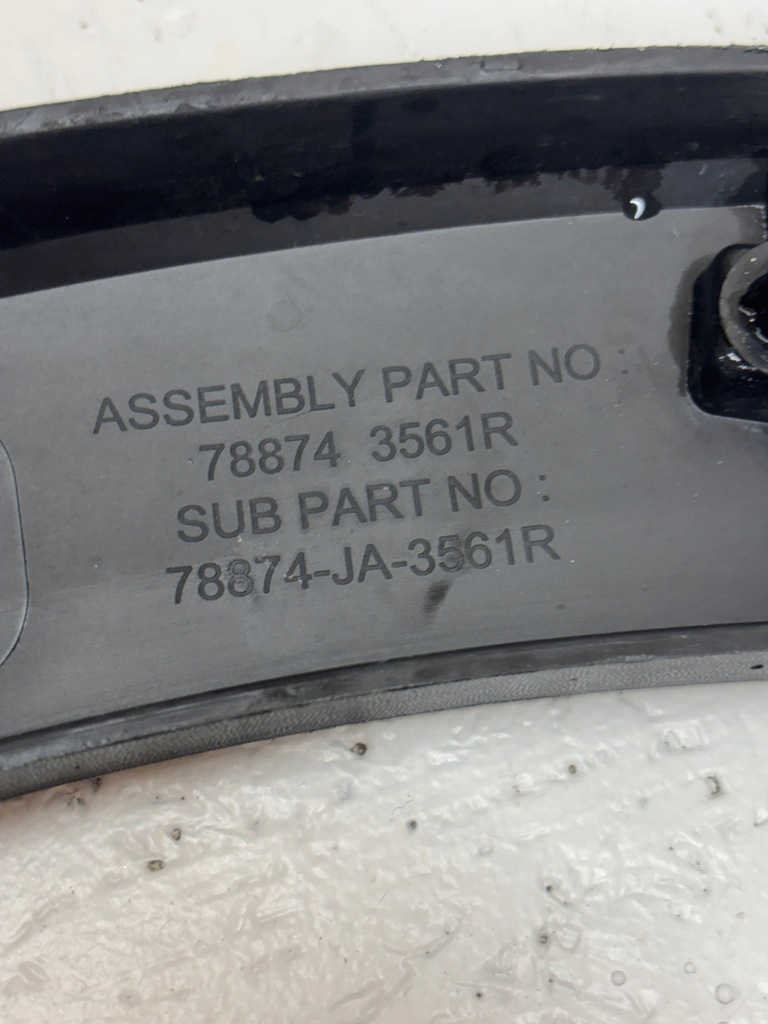 ASSEMBLY PART NO :
78874 3561R
SUB PART NO :
78874-JA-3561R